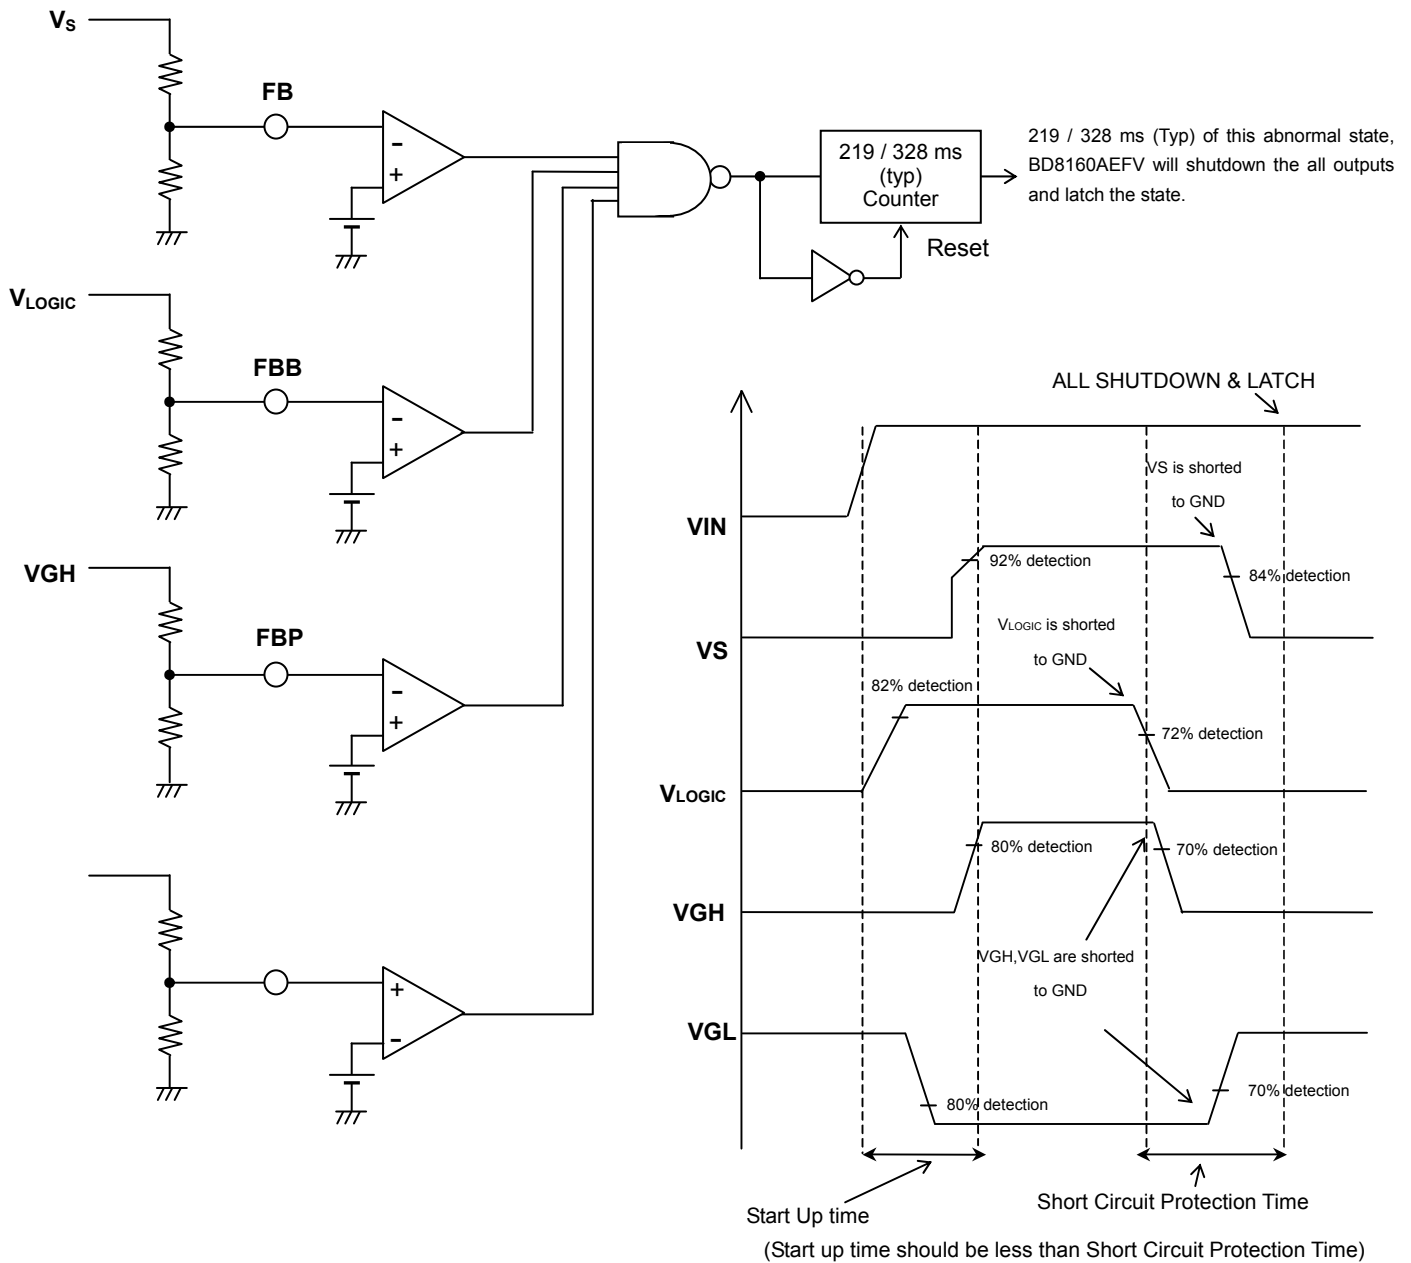 VS
FB
-
+
219 / 328 ms
(typ)
Counter
219 / 328 ms (Typ) of this abnormal state,
BD8160AEFV will shutdown the all outputs
and latch the state.
Reset
VLOGIC
FBB
-
+
VGH
FBP
-
+
+
-
ALL SHUTDOWN & LATCH
VS is shorted
to GND
VIN
92% detection
84% detection
VLOGIC is shorted
to GND
VS
82% detection
72% detection
VLOGIC
80% detection
70% detection
VGH
VGH,VGL are shorted
to GND
VGL
80% detection
70% detection
Start Up time
Short Circuit Protection Time
(Start up time should be less than Short Circuit Protection Time)